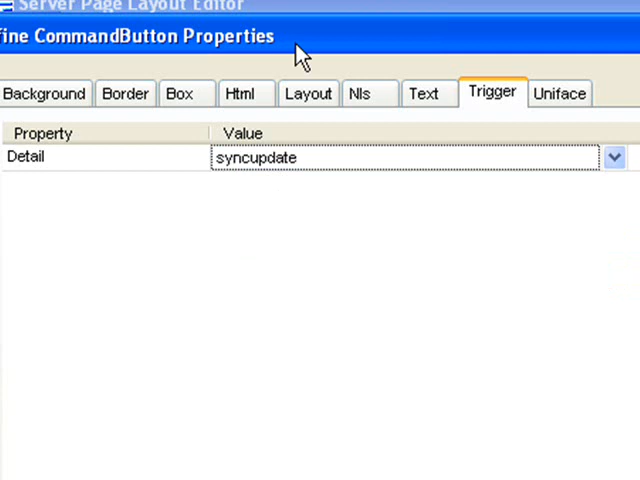 Server Page Layout Editor
fine CommandButton Properties
Background Border Box Html Layout Nls Text Trigger Uniface
Property Value
Detail syncupdate